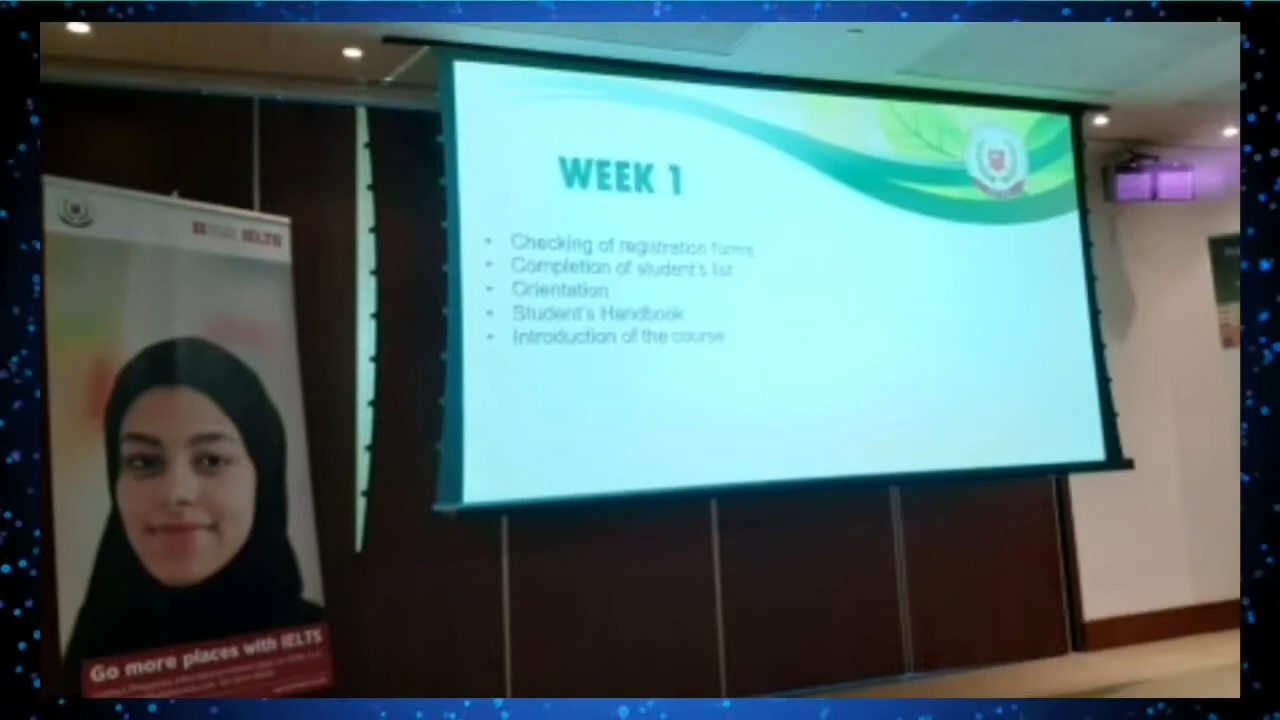 WEEK 1
• Checking of registration forms
• Completion of student's list
• Orientation
• Student's Handbook
• Introduction of the course
IELTS
Go more places with IELTS